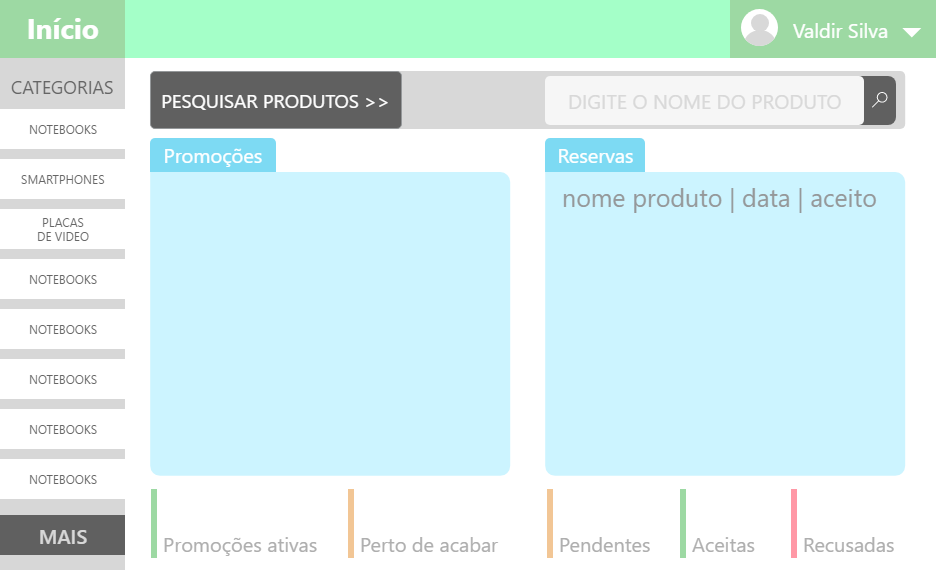 Início
Valdir Silva
CATEGORIAS
NOTEBOOKS
SMARTPHONES
PLACAS
DE VIDEO
NOTEBOOKS
NOTEBOOKS
NOTEBOOKS
NOTEBOOKS
NOTEBOOKS
MAIS
PESQUISAR PRODUTOS >>
DIGITE O NOME DO PRODUTO
Promoções
Reservas
nome produto | data | aceito
Promoções ativas
Perto de acabar
Pendentes
Aceitas
Recusadas